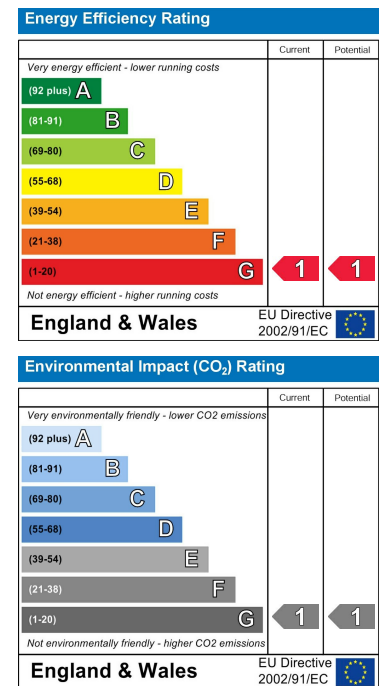 Energy Efficiency Rating
Current Potential
Very energy efficient - lower running costs
(92 plus) A
(81-91) B
(69-80) C
(55-68) D
(39-54) E
(21-38) F
(1-20) G 1 1
Not energy efficient - higher running costs
England & Wales
EU Directive
2002/91/EC
Environmental Impact (CO₂) Rating
Current Potential
Very environmentally friendly - lower CO2 emissions
(92 plus) A
(81-91) B
(69-80) C
(55-68) D
(39-54) E
(21-38) F
(1-20) G 1 1
Not environmentally friendly - higher CO2 emissions
England & Wales
EU Directive
2002/91/EC